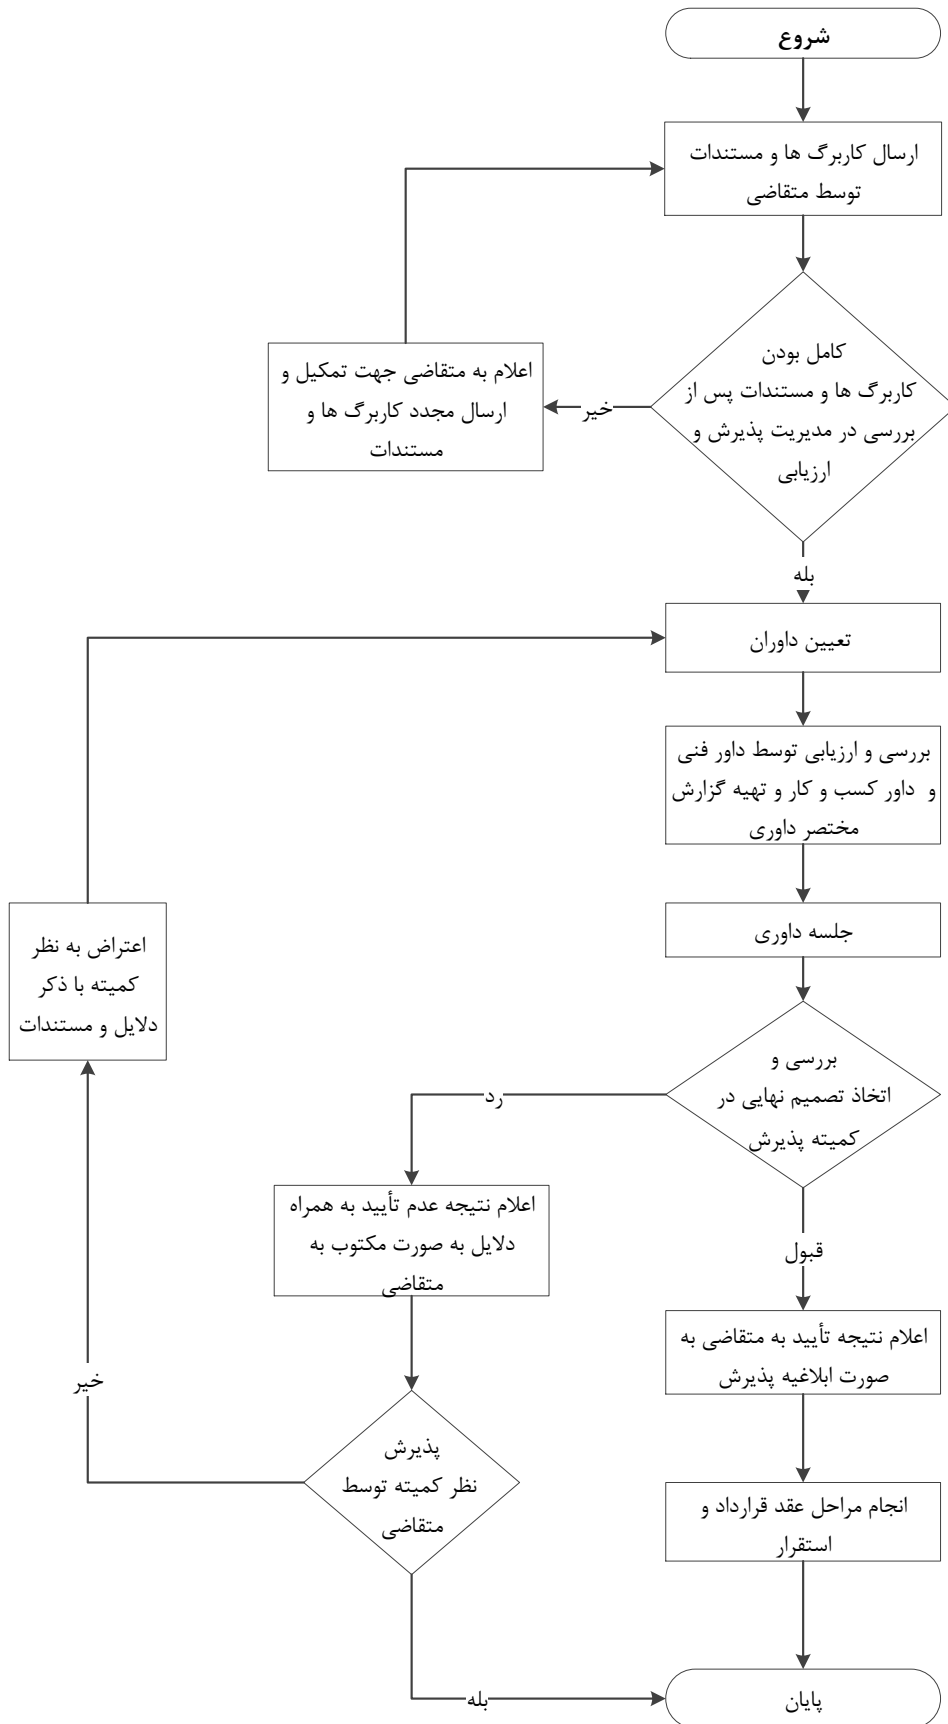 شروع
ارسال کاربرگ ها و مستندات
توسط متقاضی
کامل بودن
کاربرگ ها و مستندات پس از
بررسی در مدیریت پذیرش و
ارزیابی
خیر
اعلام به متقاضی جهت تمکیل و
ارسال مجدد کاربرگ ها و
مستندات
بله
تعیین داوران
بررسی و ارزیابی توسط داور فنی
و داور کسب و کار و تهیه گزارش
مختصر داوری
جلسه داوری
اعتراض به نظر
کمیته با ذکر
دلایل و مستندات
بررسی و
اتخاذ تصمیم نهایی در
کمیته پذیرش
رد
اعلام نتیجه عدم تأیید به همراه
دلایل به صورت مکتوب به
متقاضی
قبول
اعلام نتیجه تأیید به متقاضی به
صورت ابلاغیه پذیرش
خیر
پذیرش
نظر کمیته توسط
متقاضی
انجام مراحل عقد قرارداد و
استقرار
بله
پایان